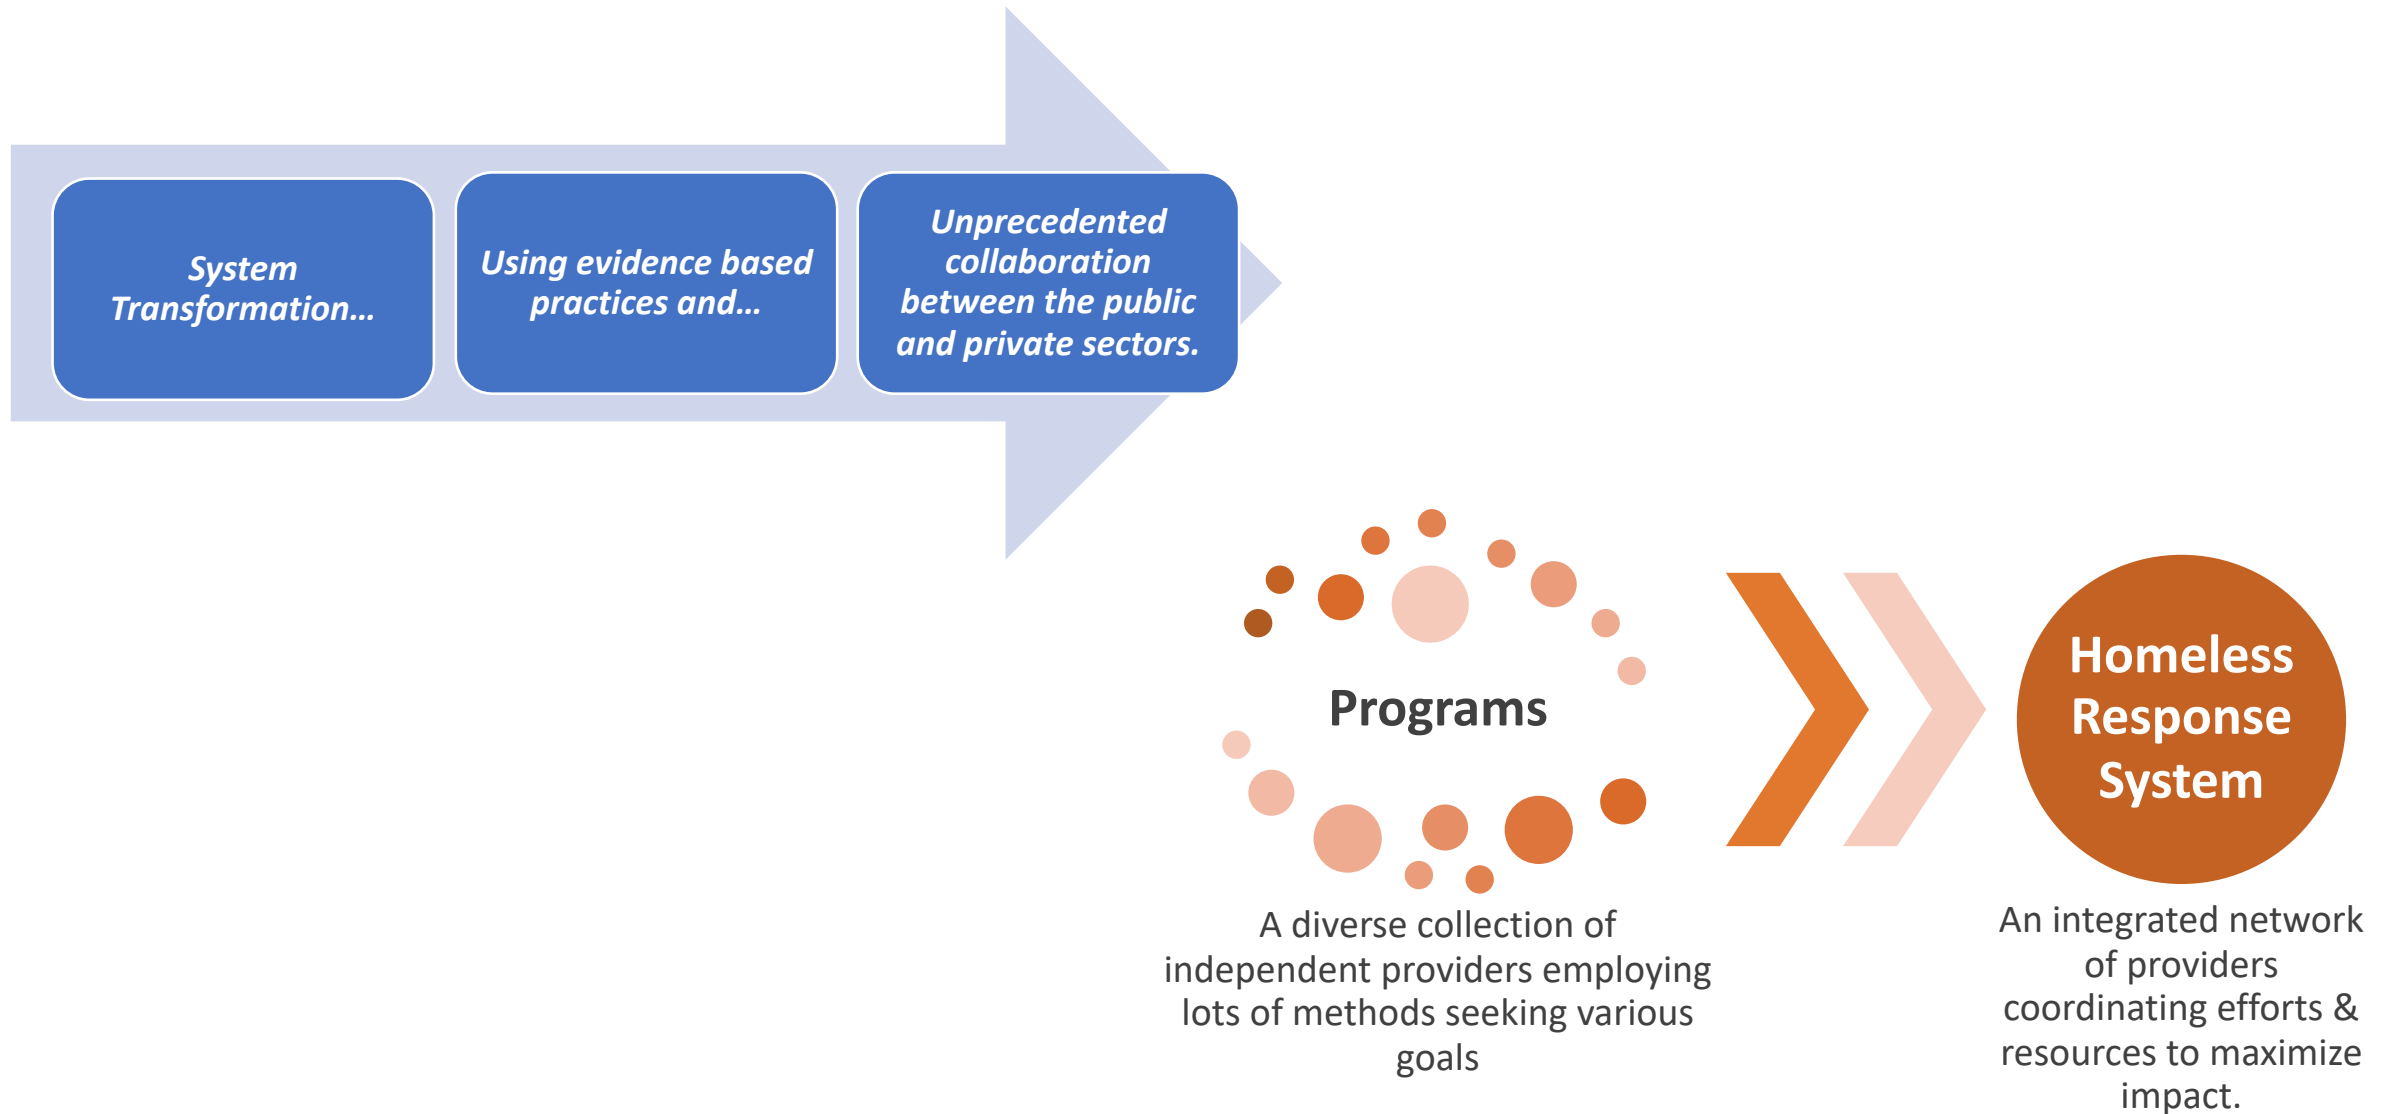 System
Transformation…
Using evidence based
practices and…
Unprecedented
collaboration
between the public
and private sectors.
Programs
A diverse collection of
independent providers employing
lots of methods seeking various
goals
Homeless
Response
System
An integrated network
of providers
coordinating efforts &
resources to maximize
impact.